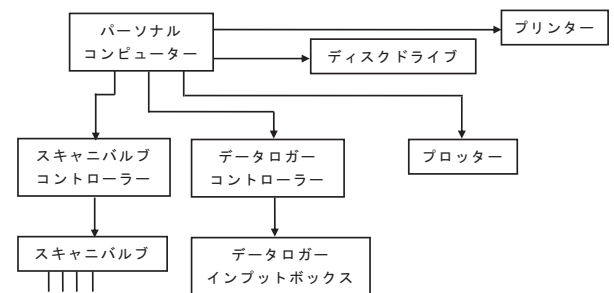 プリンター
パーソナル
コンピューター
ディスクドライブ
スキャニバルブ
コントローラー
データロガー
コントローラー
プロッター
スキャニバルブ
データロガー
インプットボックス